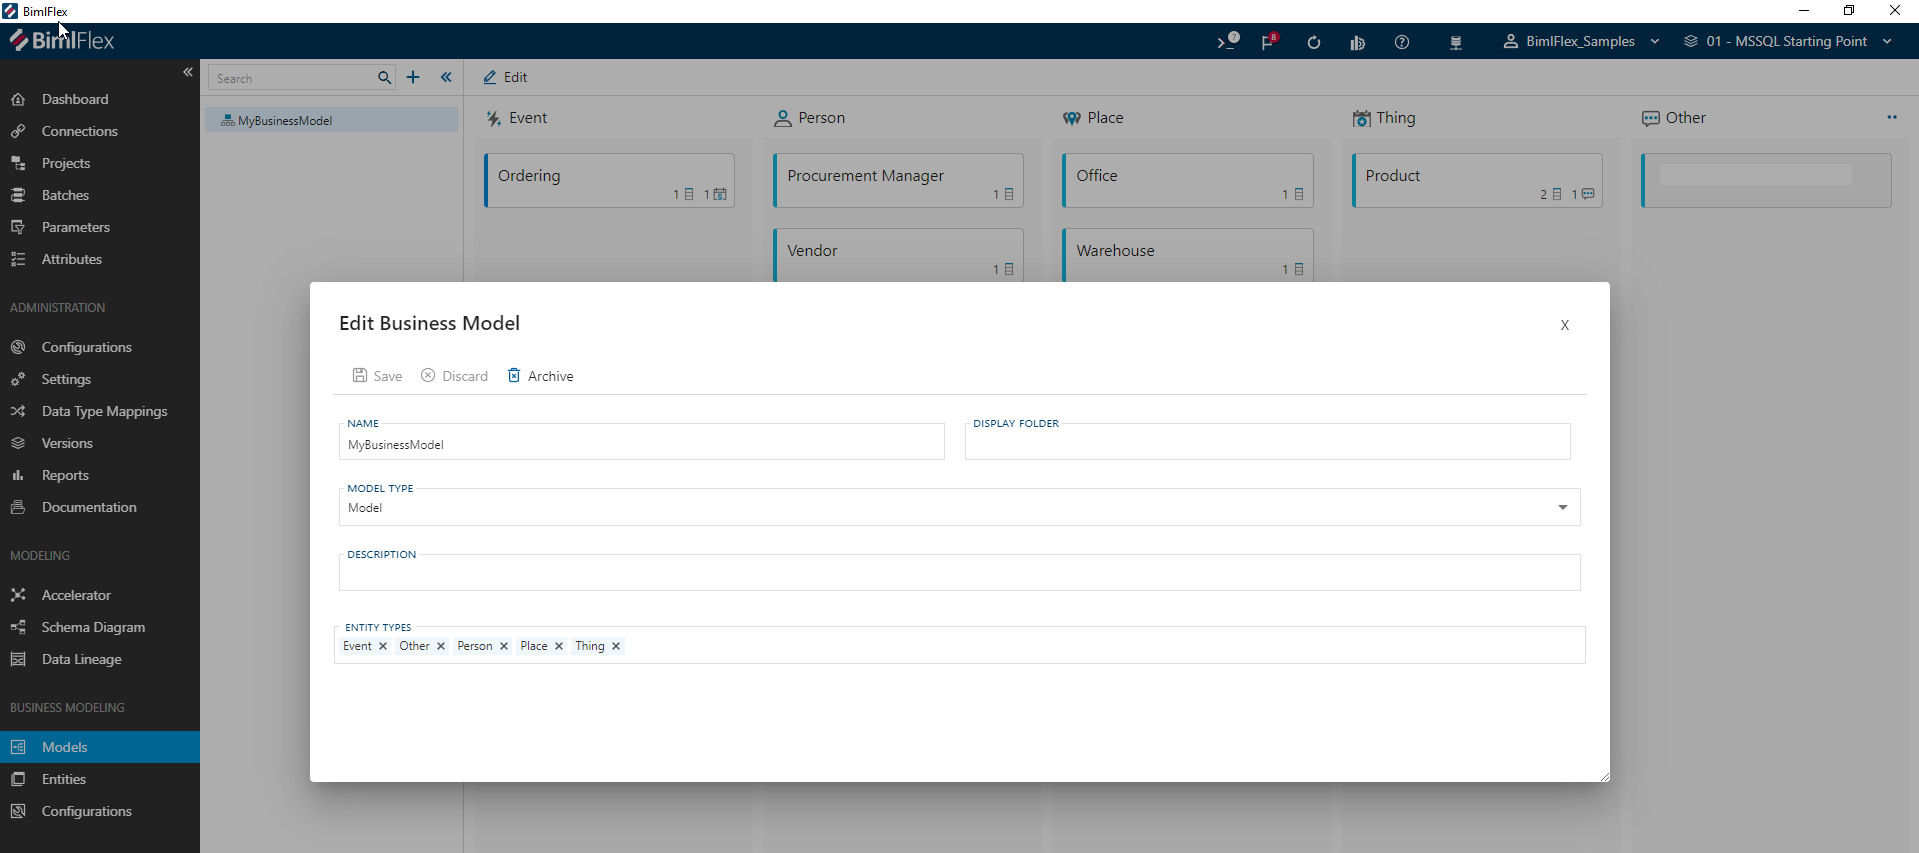 BimlFlex
BimlFlex
7
8
BimlFlex_Samples
01 - MSSQL Starting Point
Dashboard
Connections
Projects
Batches
Parameters
Attributes
ADMINISTRATION
Configurations
Settings
Data Type Mappings
Versions
Reports
Documentation
MODELING
Accelerator
Schema Diagram
Data Lineage
BUSINESS MODELING
Models
Entities
Configurations
Search
MyBusinessModel
Edit
Event
Person
Place
Thing
Other
Ordering
1 1
Procurement Manager
1
Office
1
Product
2 1
Vendor
1
Warehouse
1
Edit Business Model
X
Save Discard Archive
NAME
MyBusinessModel
DISPLAY FOLDER
MODEL TYPE
Model
DESCRIPTION
ENTITY TYPES
Event × Other × Person × Place × Thing ×